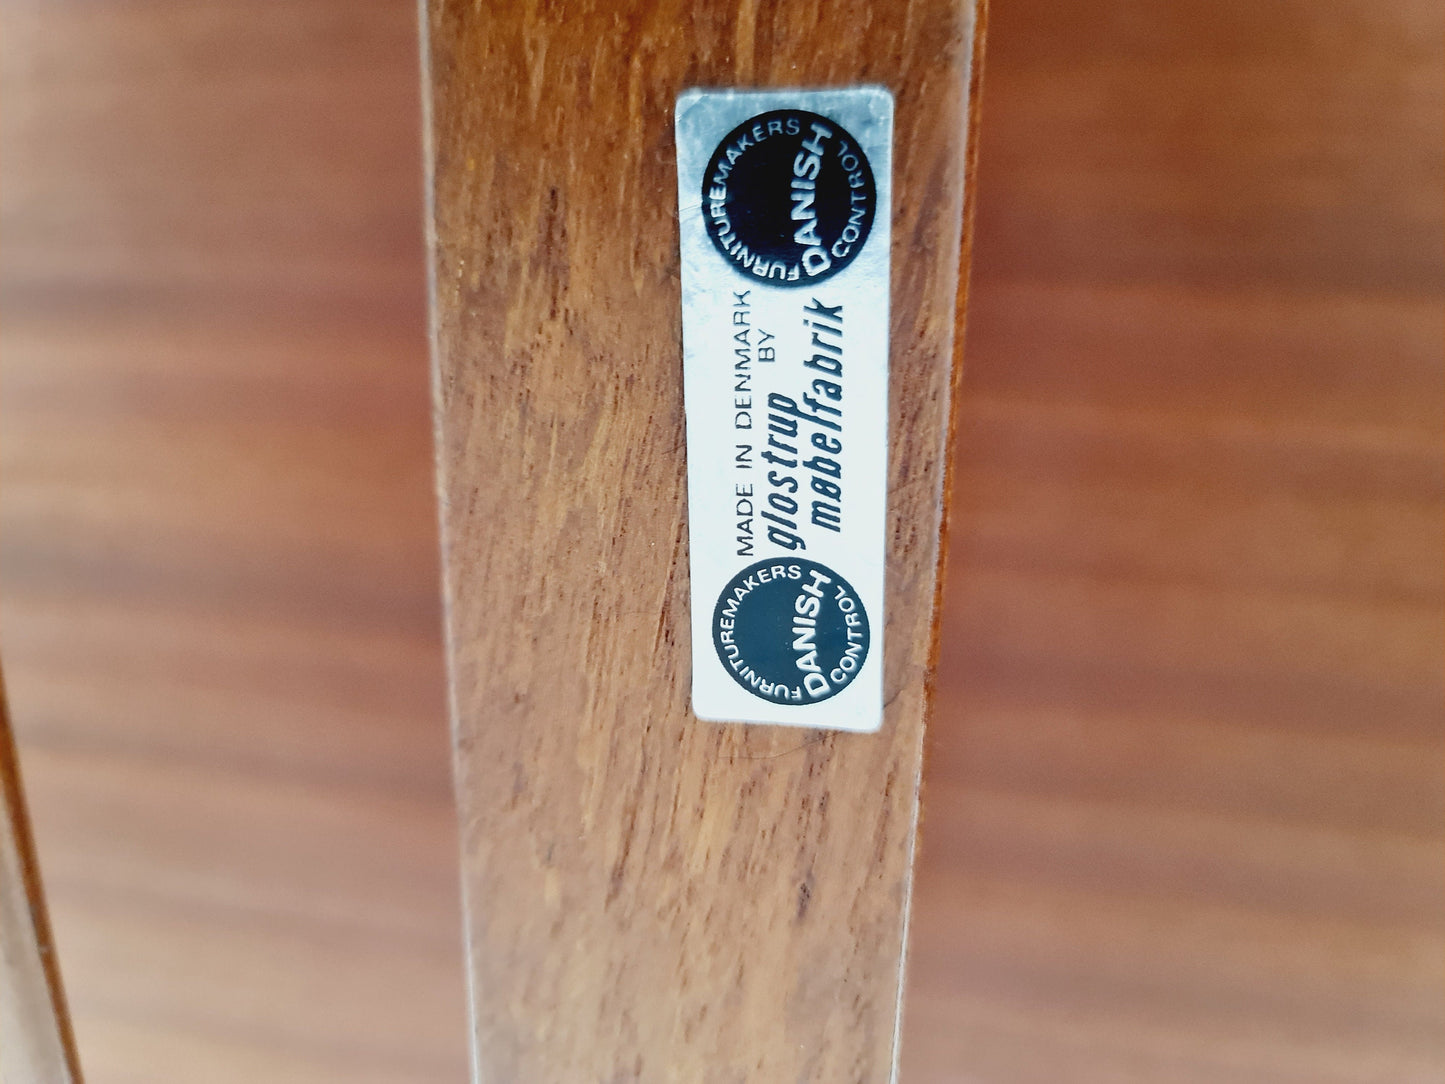 FURNITUREMAKERS
DANISH
CONTROL
MADE IN DENMARK
BY
glostrup
møbelfabrik
FURNITUREMAKERS
DANISH
CONTROL